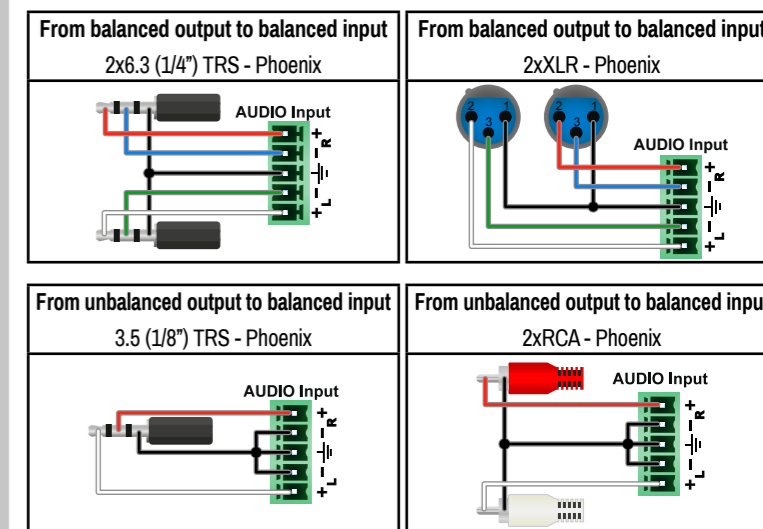 From balanced output to balanced input
2x6.3 (1/4”) TRS - Phoenix
AUDIO Input
+
R
−
−
L
+
From balanced output to balanced input
2xXLR - Phoenix
2
1
3
2
1
3
AUDIO Input
+
R
−
−
L
+
From unbalanced output to balanced input
3.5 (1/8”) TRS - Phoenix
AUDIO Input
+
R
−
−
L
+
From unbalanced output to balanced inpu
2xRCA - Phoenix
AUDIO Input
+
R
−
−
L
+